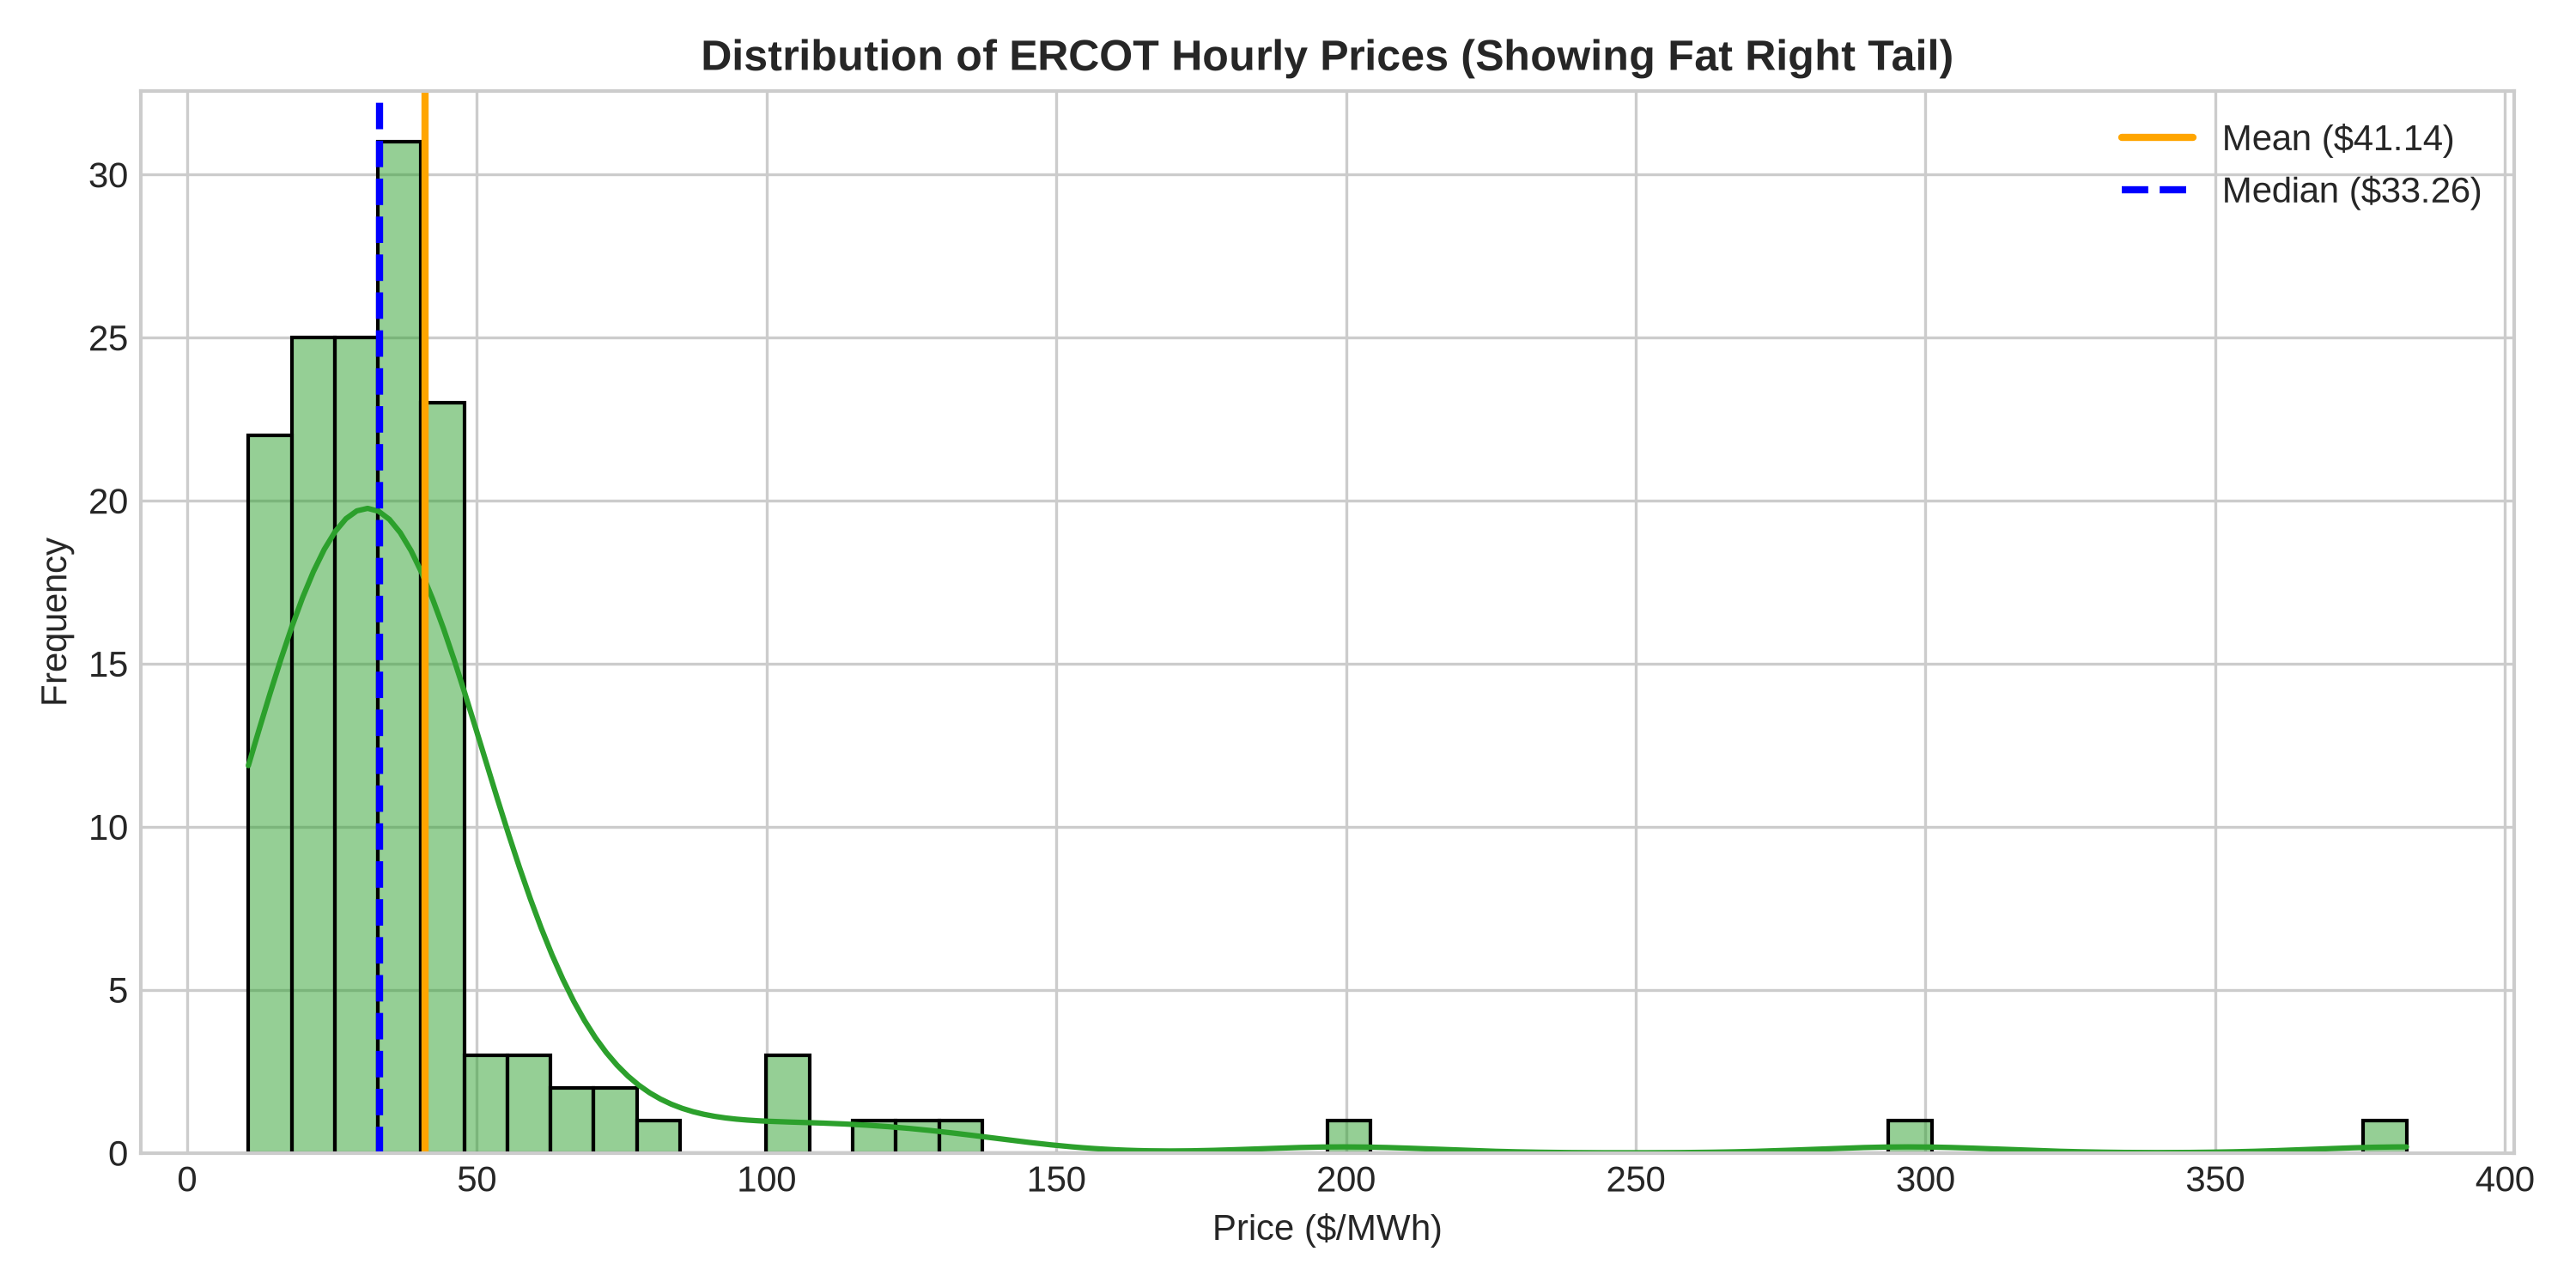 Distribution of ERCOT Hourly Prices (Showing Fat Right Tail)
Mean ($41.14)
Median ($33.26)
Frequency
30
25
20
15
10
5
0
0 50 100 150 200 250 300 350 400
Price ($/MWh)